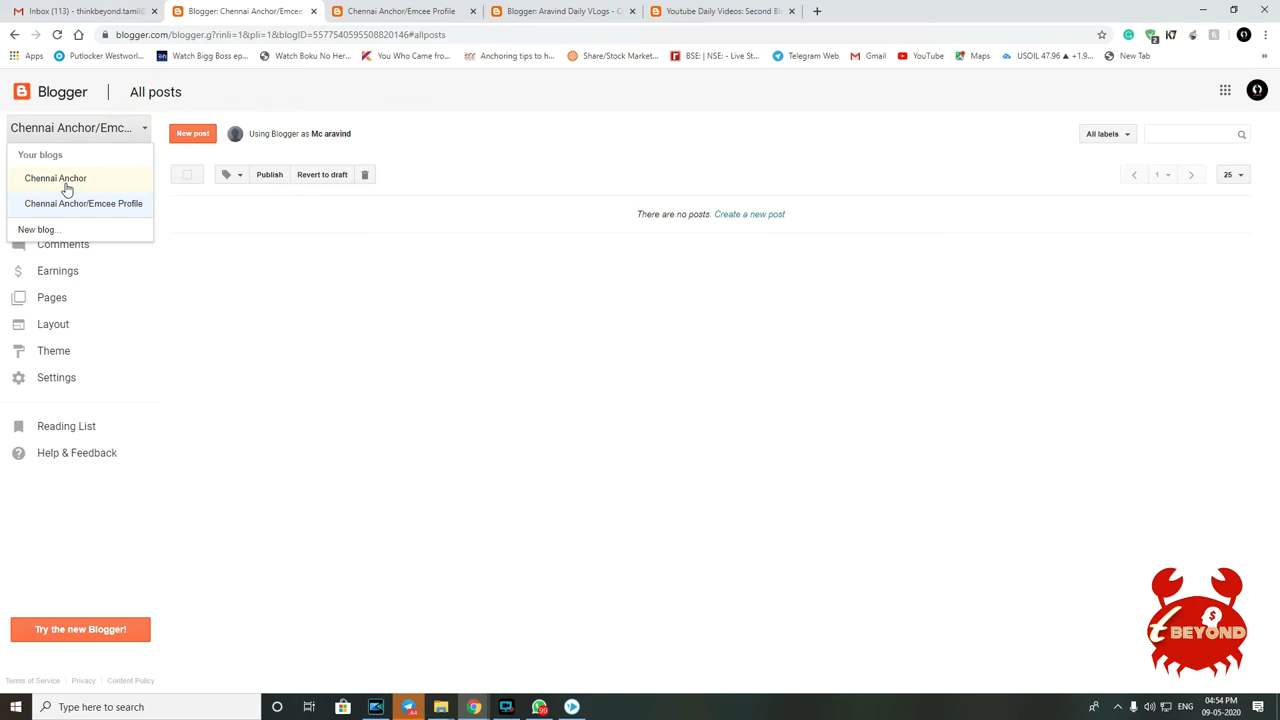 Inbox (103) - thinkbeyond.tamil@
Blogger: Chennai Anchor/Emcee
Chennai Anchor/Emcee Profile
Blogger: Aravind Daily VLogs - C
Youtube Daily Videos: Second Bl
blogger.com/blogger.g?rinli=1&pli=1&blogID=5577540595508820146#allposts
Apps
Putlocker Westworl...
Watch Bigg Boss ep...
Watch Boku No Her...
You Who Came fro...
Anchoring tips to h...
Share/Stock Market...
BSE: | NSE: - Live St...
Telegram Web
Gmail
YouTube
Maps
USOIL 47.96 ▲ +1.9...
New Tab
Blogger
All posts
Chennai Anchor/Emc...
New post
Using Blogger as Mc aravind
All labels
Your blogs
Chennai Anchor
Publish
Revert to draft
1
25
Chennai Anchor/Emcee Profile
There are no posts. Create a new post
New blog...
Comments
Earnings
Pages
Layout
Theme
Settings
Reading List
Help & Feedback
t BEYOND
Try the new Blogger!
Terms of Service
Privacy
Content Policy
Type here to search
99
ENG
04:54 PM
09-05-2020